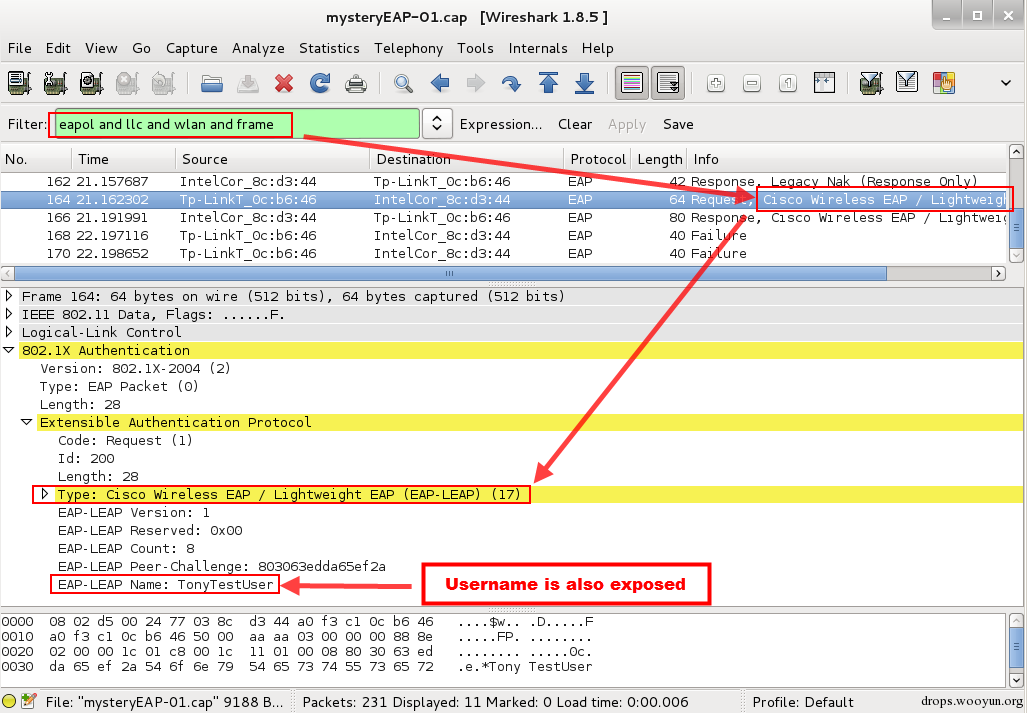 mysteryEAP-01.cap [Wireshark 1.8.5 ]
File Edit View Go Capture Analyze Statistics Telephony Tools Internals Help
Filter: eapol and llc and wlan and frame Expression... Clear Apply Save
No. Time Source Destination Protocol Length Info
162 21.157687 IntelCor_8c:d3:44 Tp-LinkT_0c:b6:46 EAP 42 Response, Legacy Nak (Response Only)
164 21.162302 Tp-LinkT_0c:b6:46 IntelCor_8c:d3:44 EAP 64 Request, Cisco Wireless EAP / Lightweigh
166 21.191991 IntelCor_8c:d3:44 Tp-LinkT_0c:b6:46 EAP 80 Response, Cisco Wireless EAP / Lightweig
168 22.197116 Tp-LinkT_0c:b6:46 IntelCor_8c:d3:44 EAP 40 Failure
170 22.198652 Tp-LinkT_0c:b6:46 IntelCor_8c:d3:44 EAP 40 Failure
Frame 164: 64 bytes on wire (512 bits), 64 bytes captured (512 bits)
IEEE 802.11 Data, Flags: ......F.
Logical-Link Control
802.1X Authentication
Version: 802.1X-2004 (2)
Type: EAP Packet (0)
Length: 28
Extensible Authentication Protocol
Code: Request (1)
Id: 200
Length: 28
Type: Cisco Wireless EAP / Lightweight EAP (EAP-LEAP) (17)
EAP-LEAP Version: 1
EAP-LEAP Reserved: 0x00
EAP-LEAP Count: 8
EAP-LEAP Peer-Challenge: 803063edda65ef2a
EAP-LEAP Name: TonyTestUser
Username is also exposed
0000 08 02 d5 00 24 77 03 8c d3 44 a0 f3 c1 0c b6 46 ....$w.. .D.....F
0010 a0 f3 c1 0c b6 46 50 00 aa aa 03 00 00 00 88 8e .....FP. ........
0020 02 00 00 1c 01 c8 00 1c 11 01 00 08 80 30 63 ed ........ .....0c.
0030 da 65 ef 2a 54 6f 6e 79 54 65 73 74 55 73 65 72 .e.*Tony TestUser
File: "mysteryEAP-01.cap" 9188 B... Packets: 231 Displayed: 11 Marked: 0 Load time: 0:00.006 Profile: Default
drops.wooyun.org